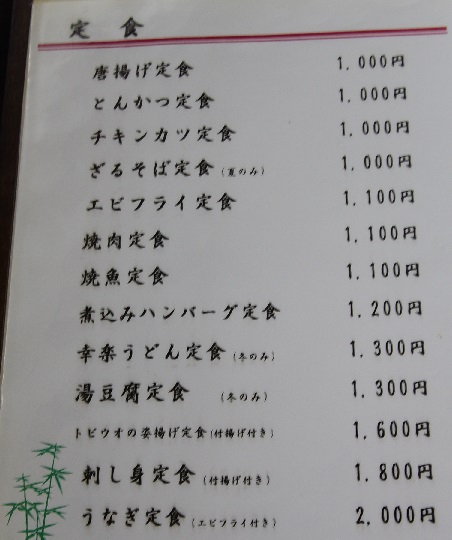 定食
唐揚げ定食 1,000円
とんかつ定食 1,000円
チキンカツ定食 1,000円
ざるそば定食(夏のみ) 1,000円
エビフライ定食 1,100円
焼肉定食 1,100円
焼魚定食 1,100円
煮込みハンバーグ定食 1,200円
幸楽うどん定食(冬のみ) 1,300円
湯豆腐定食 (冬のみ) 1,300円
トビウオの姿揚げ定食(付揚げ付き) 1,600円
刺し身定食(付揚げ付き) 1,800円
うなぎ定食(エビフライ付き) 2,000円